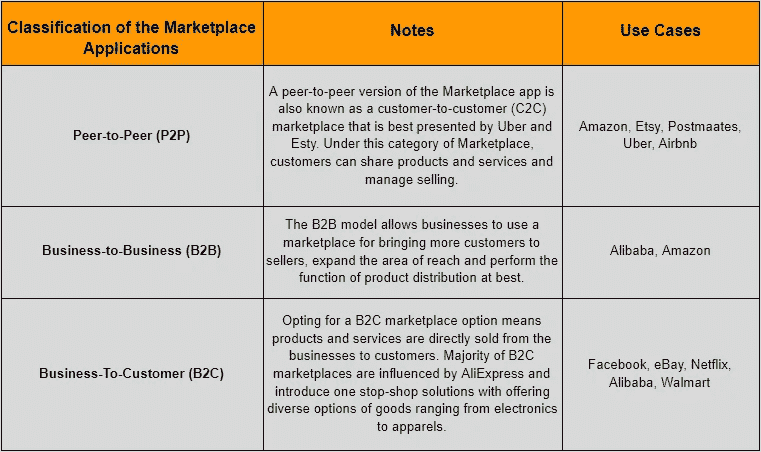 Classification of the Marketplace
Applications
Notes
Use Cases
Peer-to-Peer (P2P)
A peer-to-peer version of the Marketplace app is
also known as a customer-to-customer (C2C)
marketplace that is best presented by Uber and
Esty. Under this category of Marketplace,
customers can share products and services and
manage selling.
Amazon, Etsy, Postmaates,
Uber, Airbnb
Business-to-Business (B2B)
The B2B model allows businesses to use a
marketplace for bringing more customers to
sellers, expand the area of reach and perform the
function of product distribution at best.
Alibaba, Amazon
Business-To-Customer (B2C)
Opting for a B2C marketplace option means
products and services are directly sold from the
businesses to customers. Majority of B2C
marketplaces are influenced by AliExpress and
introduce one stop-shop solutions with offering
diverse options of goods ranging from electronics
to apparels.
Facebook, eBay, Netflix,
Alibaba, Walmart